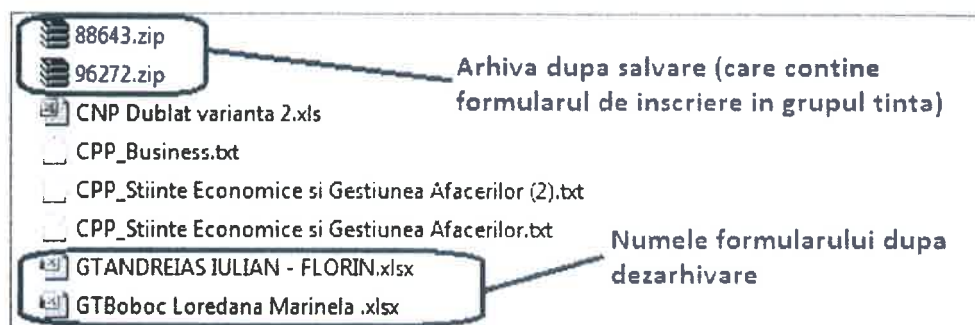 88643.zip
96272.zip
Arhiva dupa salvare (care contine
formularul de inscriere in grupul tinta)
CNP Dublat varianta 2.xls
CPP_Business.txt
CPP_Stiinte Economice si Gestiunea Afacerilor (2).txt
CPP_Stiinte Economice si Gestiunea Afacerilor.txt
GTANDREIAS IULIAN - FLORIN.xlsx
GTBoboc Loredana Marinela .xlsx
Numele formularului dupa
dezarhivare